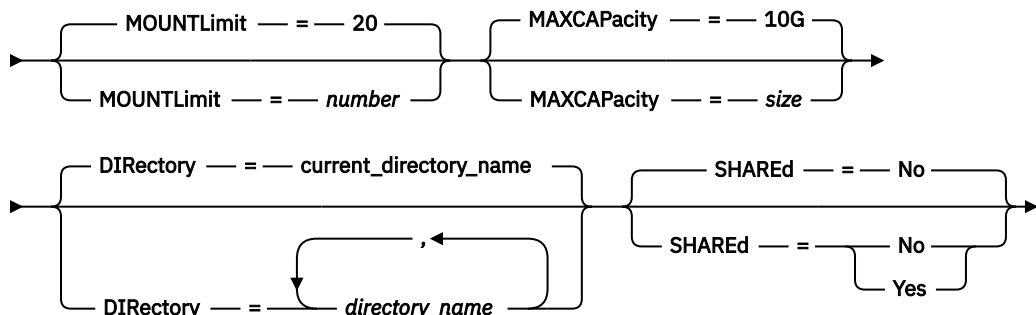 MOUNTLimit = 20 MAXCAPacity = 10G
MOUNTLimit = number MAXCAPacity = size
DIRectory = current_directory_name SHAREd = No
SHAREd = No
,
Yes
DIRectory = directory_name